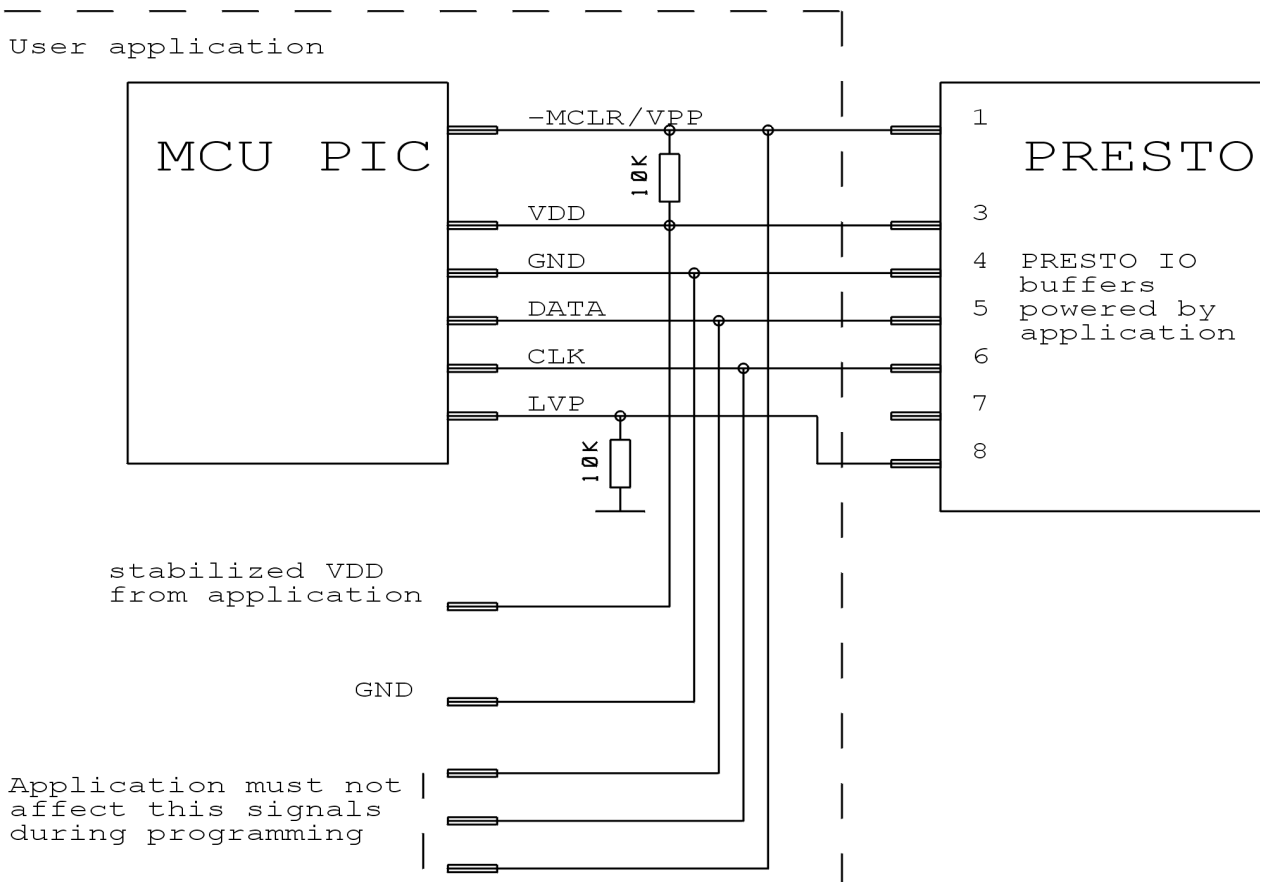 User application
MCU PIC
-MCLR/VPP
10K
VDD
GND
DATA
CLK
LVP
10K
1
PRESTO
3
4
5
6
7
8
PRESTO IO
buffers
powered by
application
stabilized VDD
from application
GND
Application must not
affect this signals
during programming